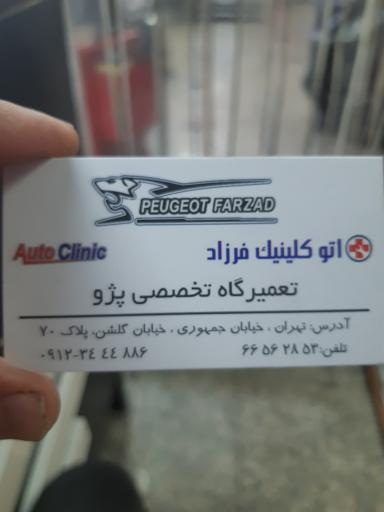 PEUGEOT FARZAD
Auto Clinic
اتو کلینیک فرزاد
تعمیرگاه تخصصی پژو
آدرس: تهران، خیابان جمهوری، خیابان گلشن، پلاک ۷۰
تلفن: ۶۶ ۵۶ ۲۸ ۵۳
۰۹۱۲-۳۴ ۴۴ ۸۸۶